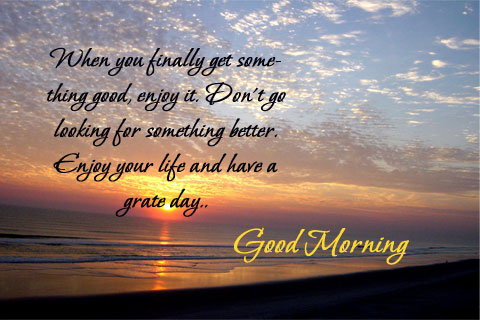 When you finally get some-
thing good, enjoy it. Don't go
looking for something better.
Enjoy your life and have a
grate day..
Good Morning